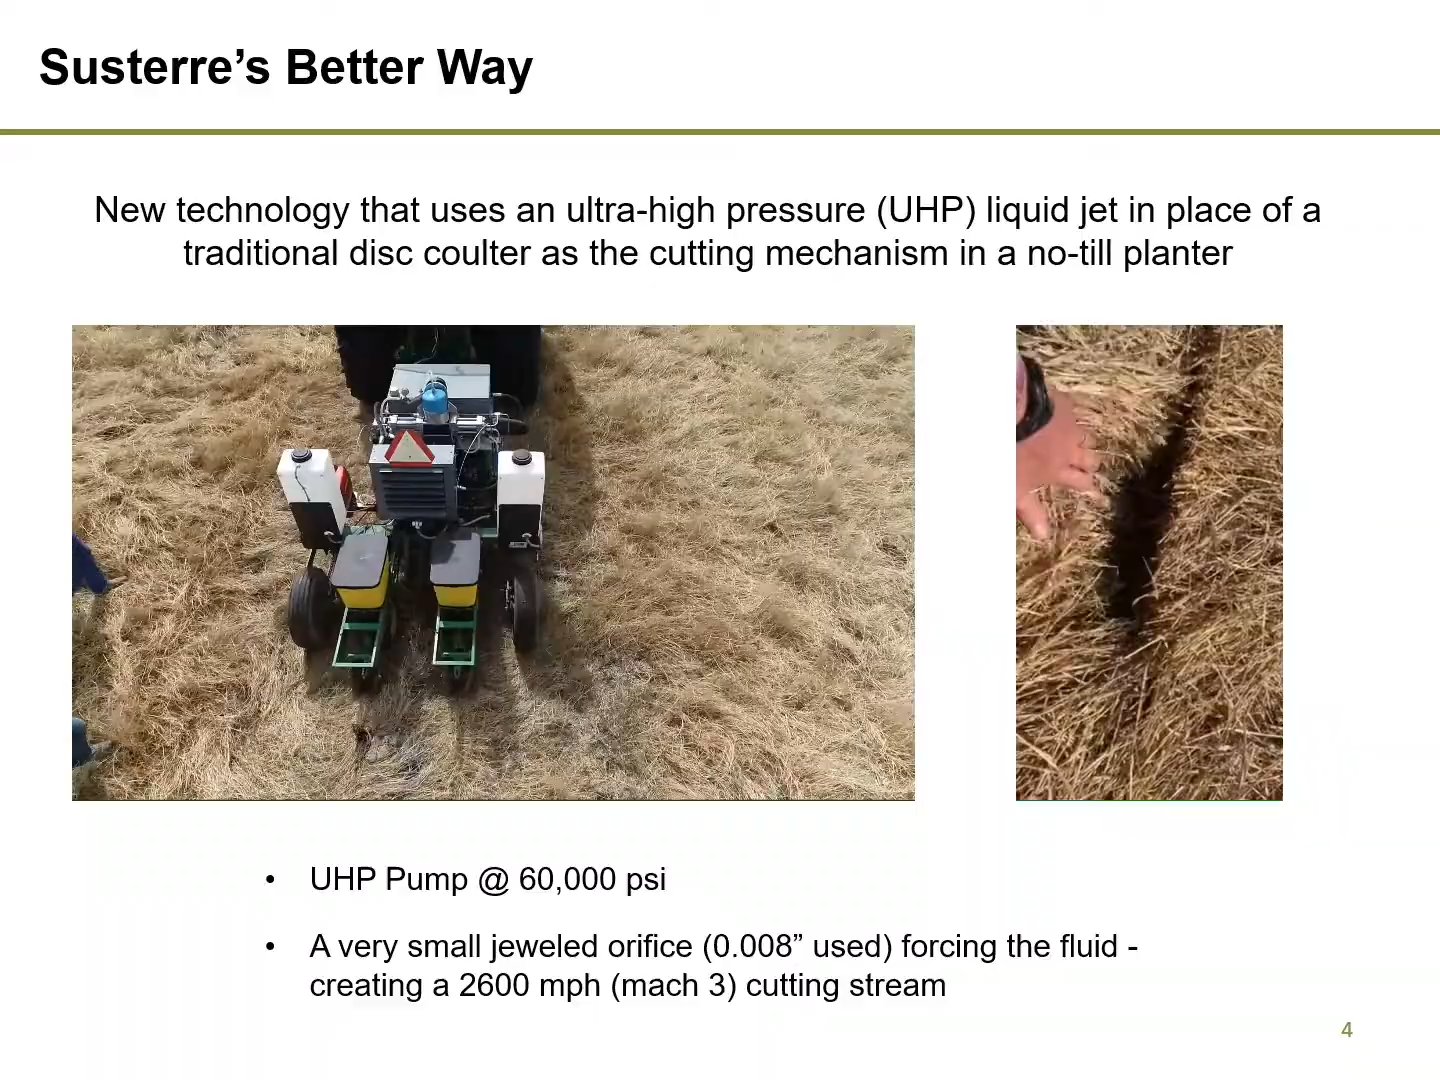 Susterre’s Better Way
New technology that uses an ultra-high pressure (UHP) liquid jet in place of a
traditional disc coulter as the cutting mechanism in a no-till planter
• UHP Pump @ 60,000 psi
• A very small jeweled orifice (0.008” used) forcing the fluid -
creating a 2600 mph (mach 3) cutting stream
4